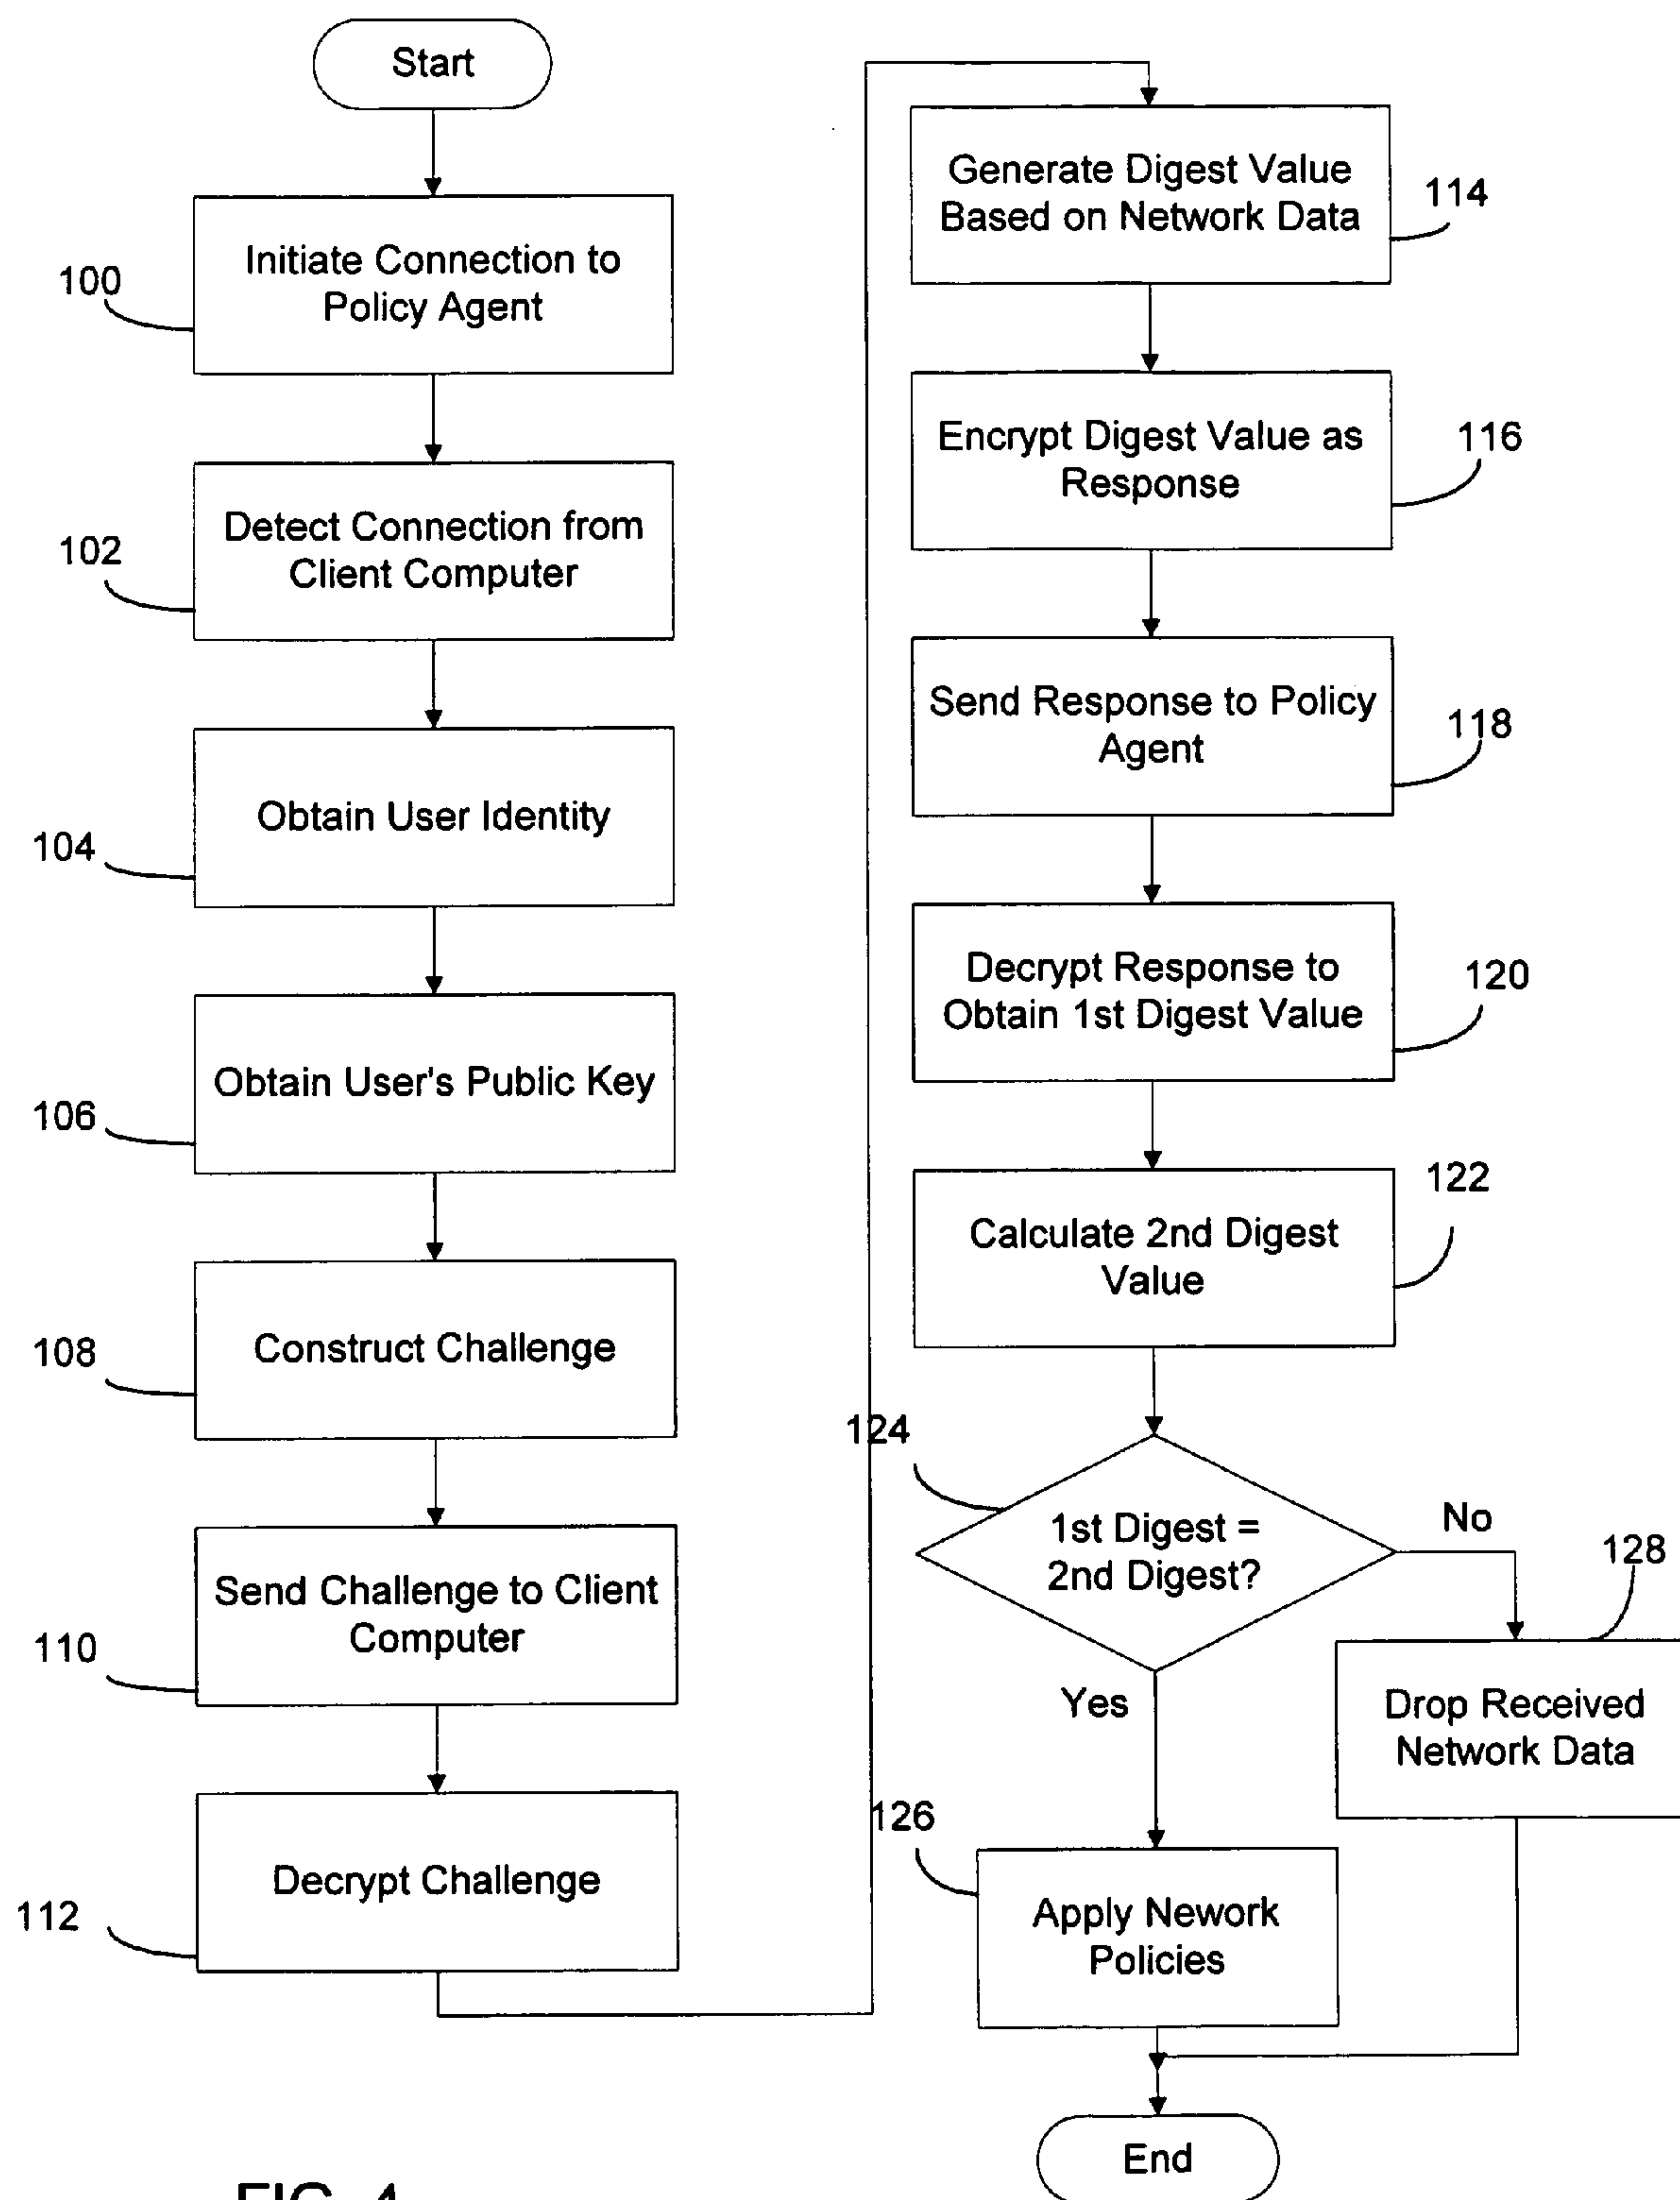 Start
100
Initiate Connection to
Policy Agent
102
Detect Connection from
Client Computer
104
Obtain User Identity
106
Obtain User's Public Key
108
Construct Challenge
110
Send Challenge to Client
Computer
112
Decrypt Challenge
Generate Digest Value
Based on Network Data
114
Encrypt Digest Value as
Response
116
Send Response to Policy
Agent
118
Decrypt Response to
Obtain 1st Digest Value
120
Calculate 2nd Digest
Value
122
124
1st Digest =
2nd Digest?
No
128
Yes
Drop Received
Network Data
126
Apply Nework
Policies
End
FIG. 4